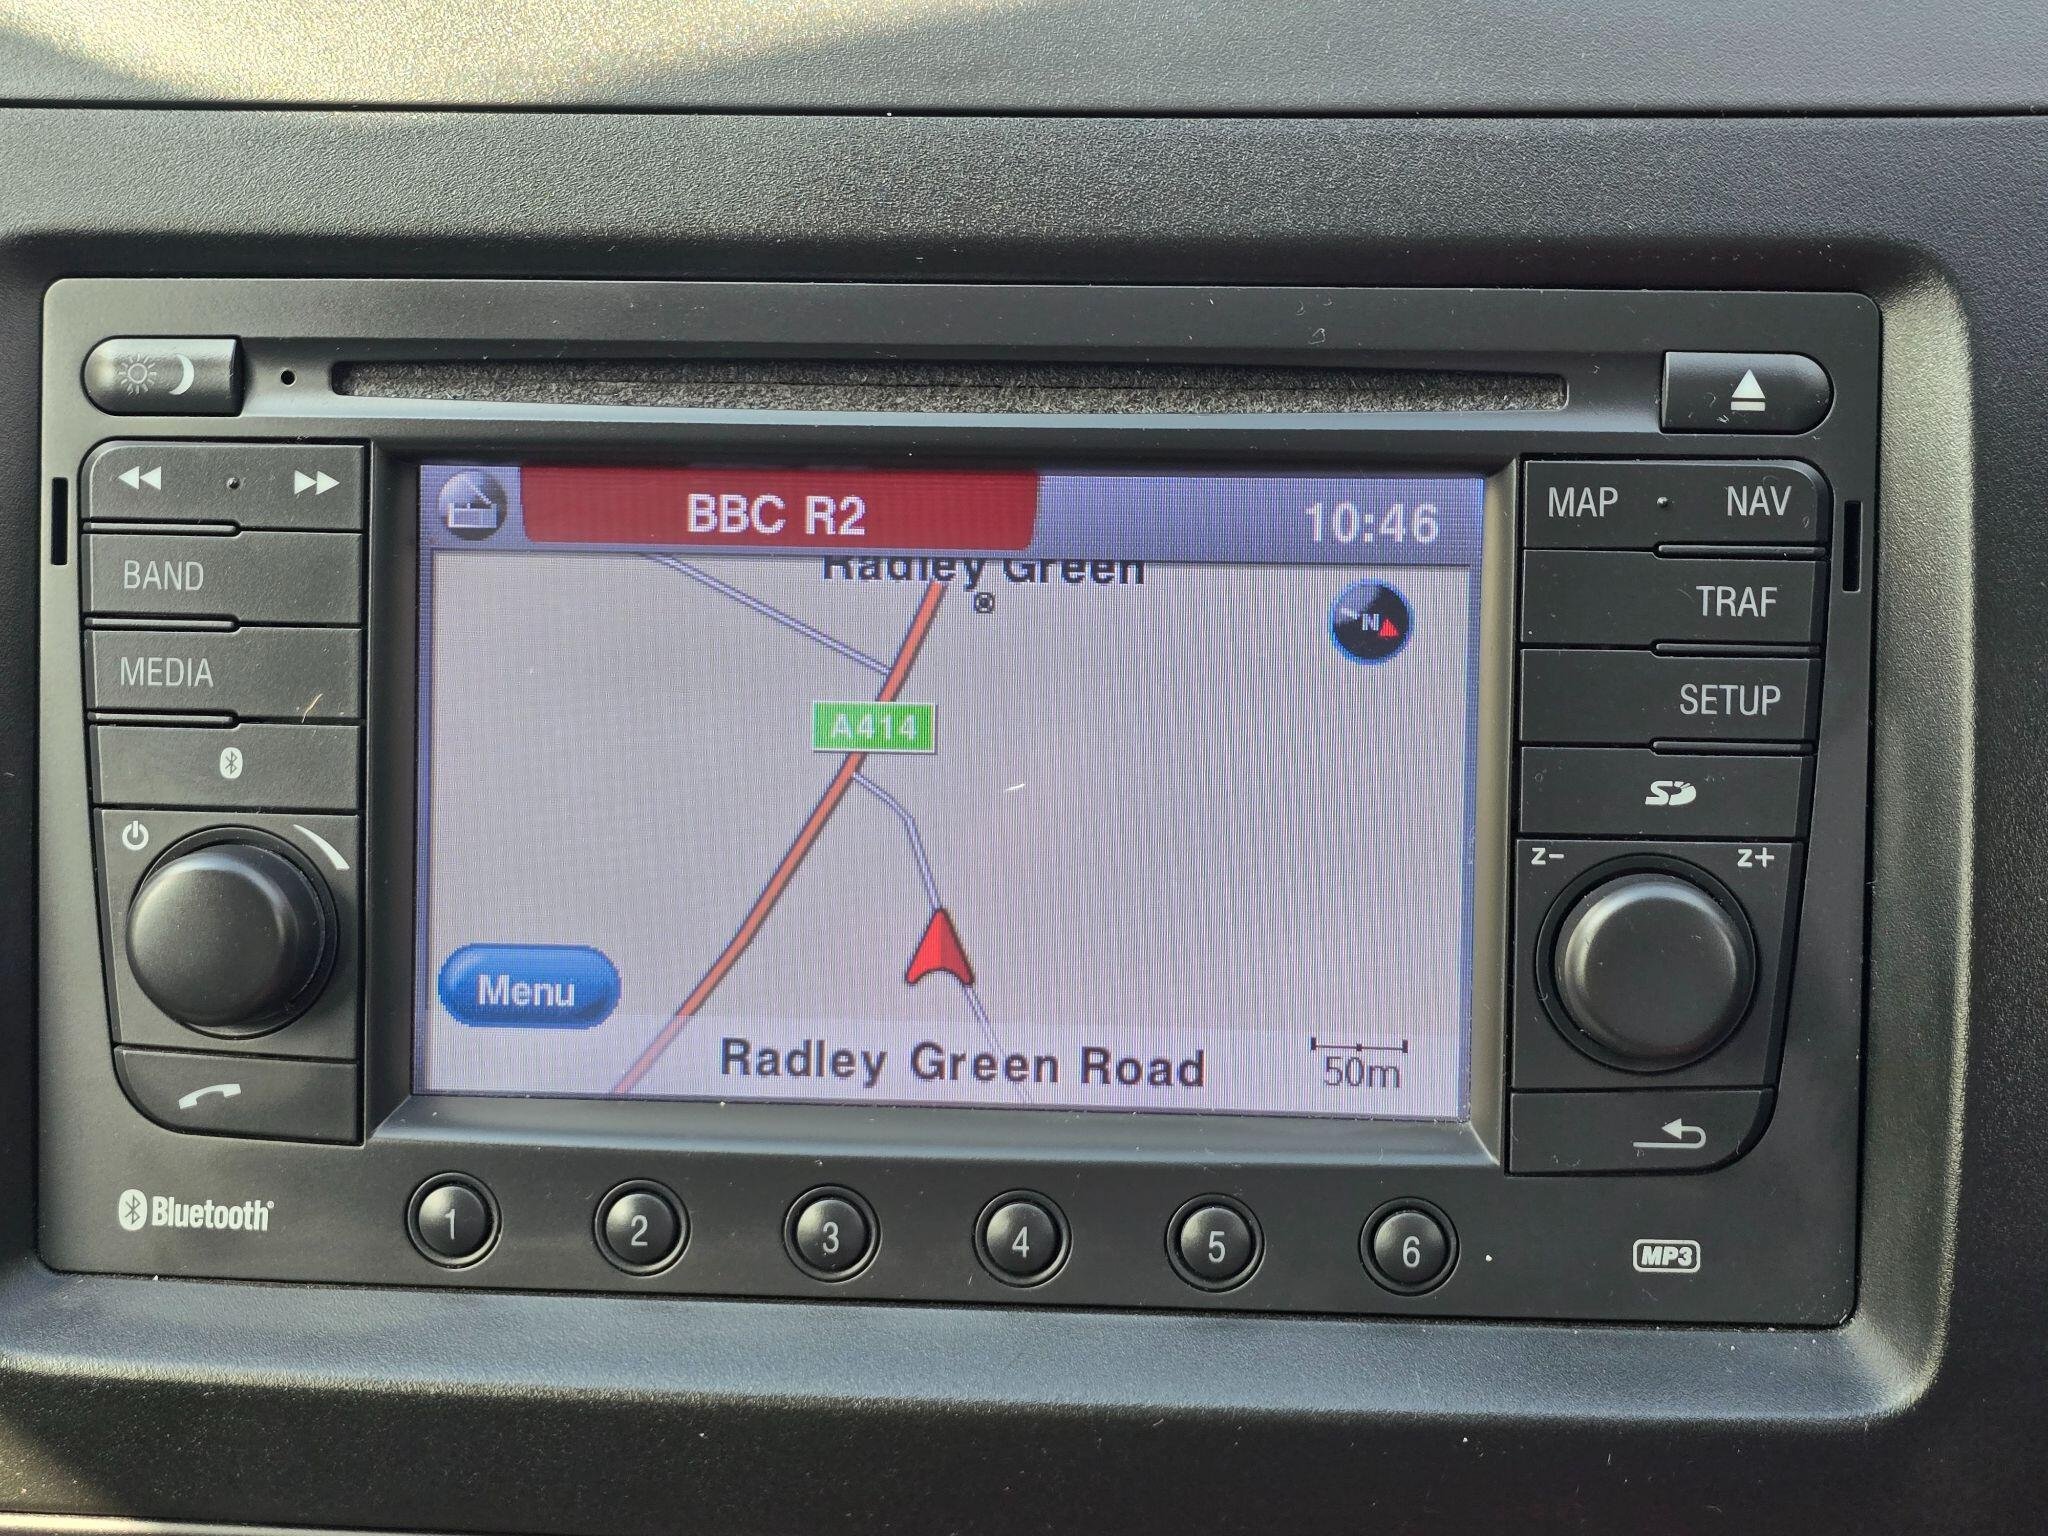 BBC R2
10:46
MAP NAV
BAND
Radley Green
N
TRAF
MEDIA
SETUP
A414
SD
z- z+
Menu
Radley Green Road
50m
Bluetooth®
1 2 3 4 5 6
MP3